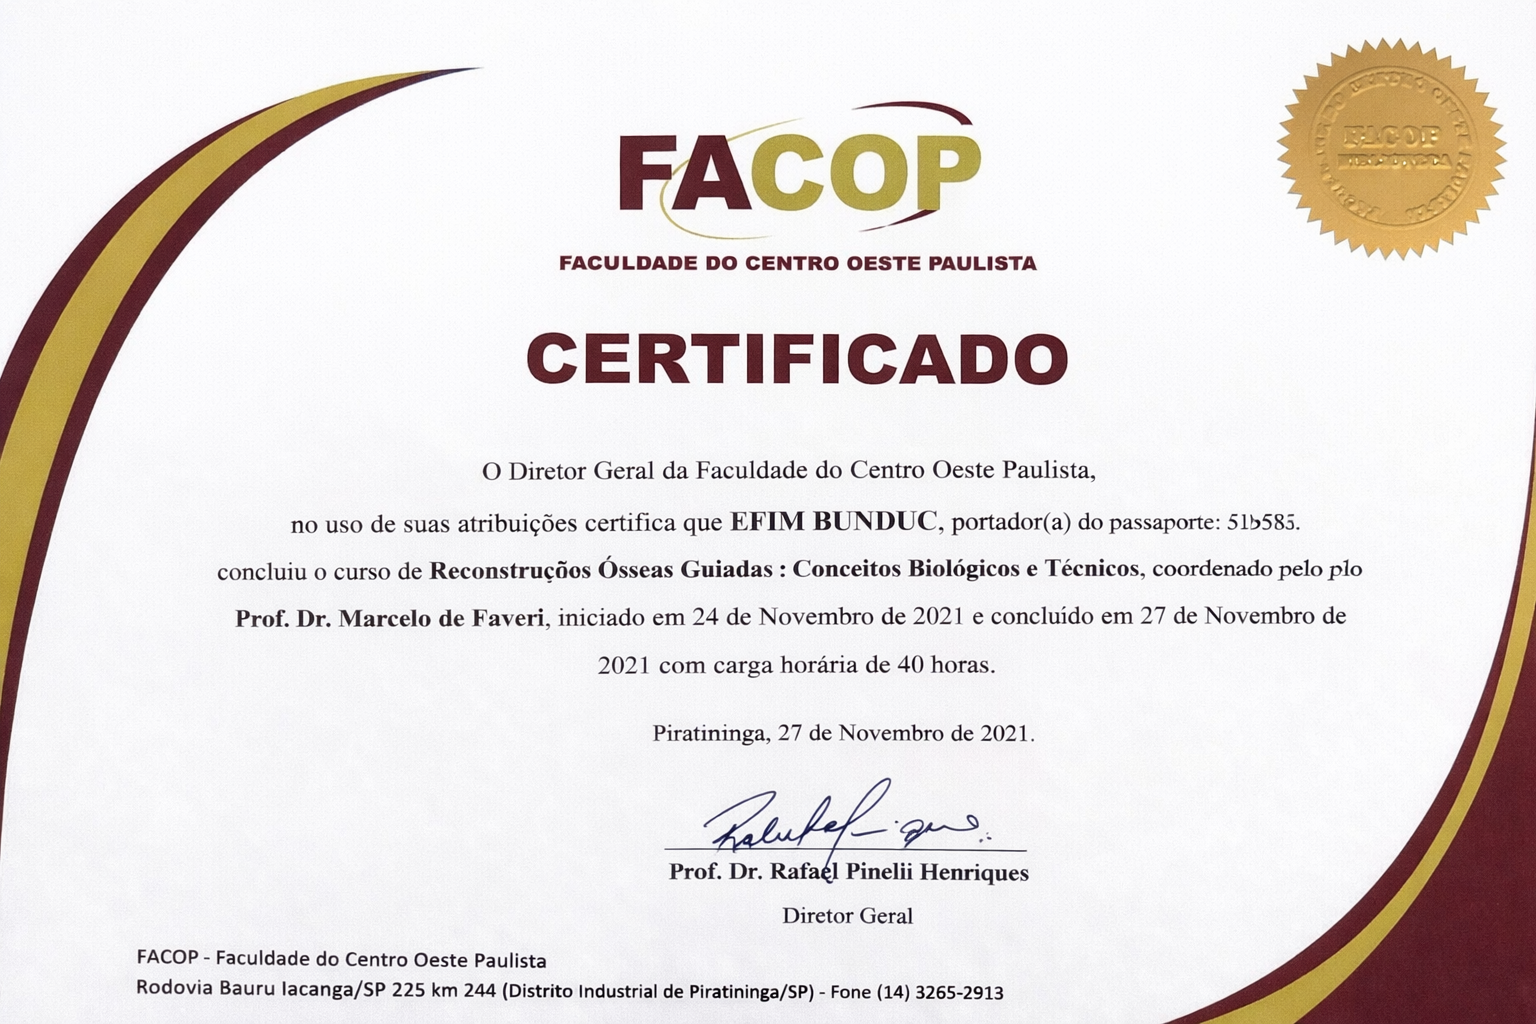 FACOP
FACULDADE DO CENTRO OESTE PAULISTA
FACOP
CERTIFICADO
O Diretor Geral da Faculdade do Centro Oeste Paulista,
no uso de suas atribuições certifica que EFIM BUNDUC, portador(a) do passaporte:
concluiu o curso de Reconstruções Ósseas Guiadas : Conceitos Biológicos e Técnicos, coordenado pelo plo
Prof. Dr. Marcelo de Faveri, iniciado em 24 de Novembro de 2021 e concluído em 27 de Novembro de
2021 com carga horária de 40 horas.
Piratininga, 27 de Novembro de 2021.
Prof. Dr. Rafael Pinelii Henriques
Diretor Geral
FACOP - Faculdade do Centro Oeste Paulista
Rodovia Bauru Iacanga/SP 225 km 244 (Distrito Industrial de Piratininga/SP) - Fone (14) 3265-2913